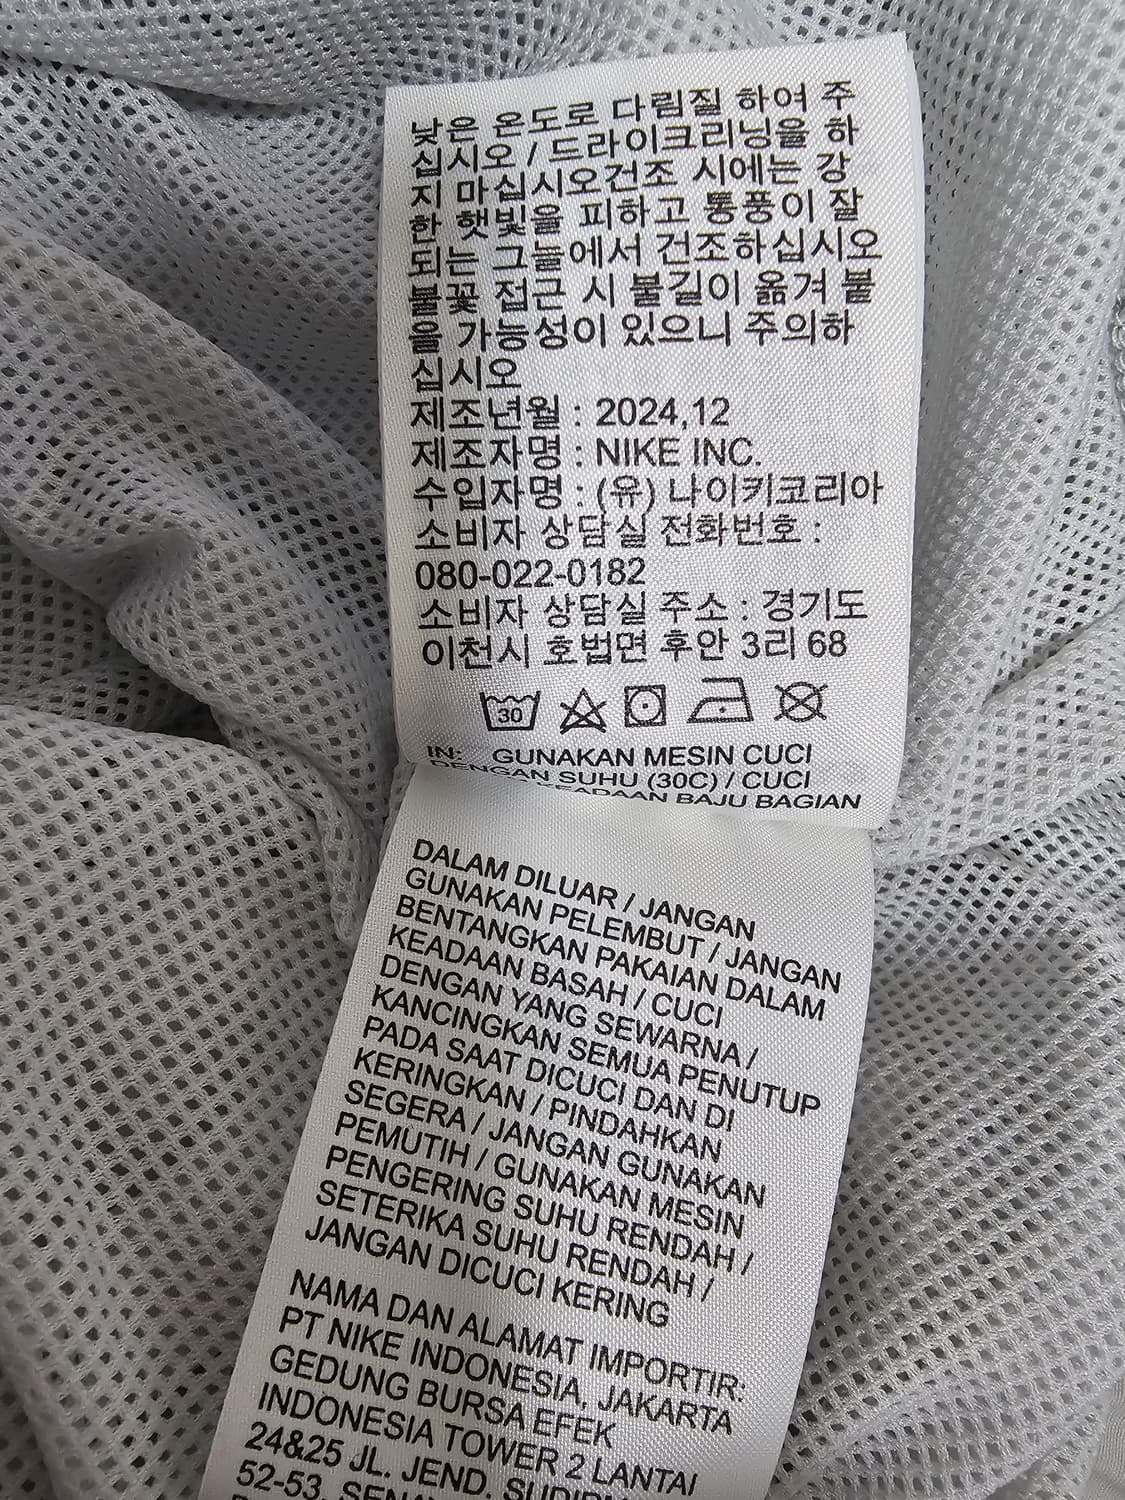 낮은 온도로 다림질 하여 주
십시오 / 드라이크리닝을 하
지 마십시오건조 시에는 강
한 햇빛을 피하고 통풍이 잘
되는 그늘에서 건조하십시오
불꽃 접근 시 불길이 옮겨 붙
을 가능성이 있으니 주의하
십시오
제조년월 : 2024,12
제조자명 : NIKE INC.
수입자명 : (유) 나이키코리아
소비자 상담실 전화번호 :
080-022-0182
소비자 상담실 주소 : 경기도
이천시 호법면 후안 3리 68
30
IN: GUNAKAN MESIN CUCI
DENGAN SUHU (30C) / CUCI
KEADAAN BAJU BAGIAN
DALAM DILUAR / JANGAN
GUNAKAN PELEMBUT / JANGAN
BENTANGKAN PAKAIAN DALAM
KEADAAN BASAH / CUCI
DENGAN YANG SEWARNA /
KANCINGKAN SEMUA PENUTUP
PADA SAAT DICUCI DAN DI
KERINGKAN / PINDAHKAN
SEGERA / JANGAN GUNAKAN
PEMUTIH / GUNAKAN MESIN
PENGERING SUHU RENDAH /
SETERIKA SUHU RENDAH /
JANGAN DICUCI KERING
NAMA DAN ALAMAT IMPORTIR:
PT NIKE INDONESIA, JAKARTA
GEDUNG BURSA EFEK
INDONESIA TOWER 2 LANTAI
24&25 JL. JEND.
52-53,